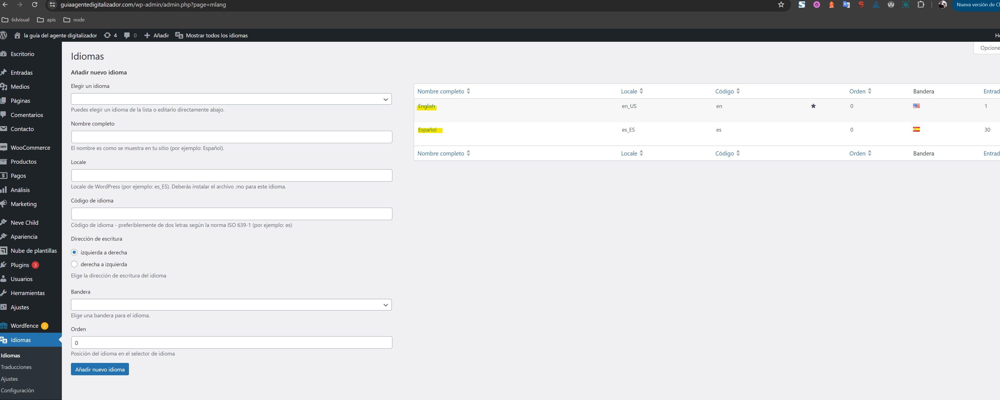 guiaagentedigitalizador.com/wp-admin/admin.php?page=mlang
Nueva versión de C
6dvisual apis node
la guía del agente digitalizador 4 0 Añadir Mostrar todos los idiomas
Opcione
Escritorio
Entradas
Medios
Páginas
Comentarios
Contacto
WooCommerce
Productos
Pagos
Análisis
Marketing
Neve Child
Apariencia
Nube de plantillas
Plugins 3
Usuarios
Herramientas
Ajustes
Wordfence 2
Idiomas
Idiomas
Traducciones
Ajustes
Configuración
Idiomas
Añadir nuevo idioma
Elegir un idioma
Puedes elegir un idioma de la lista o editarlo directamente abajo.
Nombre completo
El nombre es como se muestra en tu sitio (por ejemplo: Español).
Locale
Locale de WordPress (por ejemplo: es_ES). Deberás instalar el archivo .mo para este idioma.
Código de idioma
Código de idioma - preferiblemente de dos letras según la norma ISO 639-1 (por ejemplo: es)
Dirección de escritura
izquierda a derecha
derecha a izquierda
Elige la dirección de escritura del idioma
Bandera
Elige una bandera para el idioma.
Orden
0
Posición del idioma en el selector de idioma
Añadir nuevo idioma
Nombre completo Locale Código Orden Bandera Entrad
English en_US en 0 1
Español es_ES es 0 30
Nombre completo Locale Código Orden Bandera Entrad